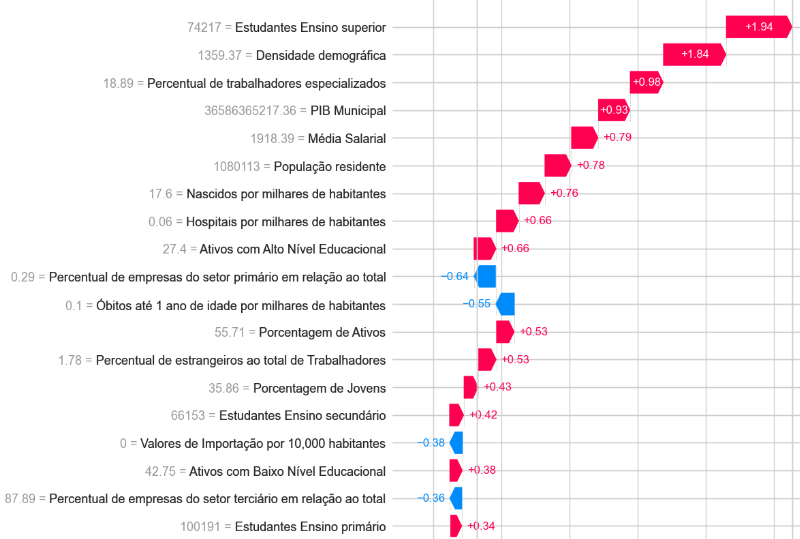 74217 = Estudantes Ensino superior +1.94
1359.37 = Densidade demográfica +1.84
18.89 = Percentual de trabalhadores especializados +0.98
36586365217.36 = PIB Municipal +0.93
1918.39 = Média Salarial +0.79
1080113 = População residente +0.78
17.6 = Nascidos por milhares de habitantes +0.76
0.06 = Hospitais por milhares de habitantes +0.66
27.4 = Ativos com Alto Nível Educacional +0.66
0.29 = Percentual de empresas do setor primário em relação ao total −0.64
0.1 = Óbitos até 1 ano de idade por milhares de habitantes −0.55
55.71 = Porcentagem de Ativos +0.53
1.78 = Percentual de estrangeiros ao total de Trabalhadores +0.53
35.86 = Porcentagem de Jovens +0.43
66153 = Estudantes Ensino secundário +0.42
0 = Valores de Importação por 10,000 habitantes −0.38
42.75 = Ativos com Baixo Nível Educacional +0.38
87.89 = Percentual de empresas do setor terciário em relação ao total −0.36
100191 = Estudantes Ensino primário +0.34